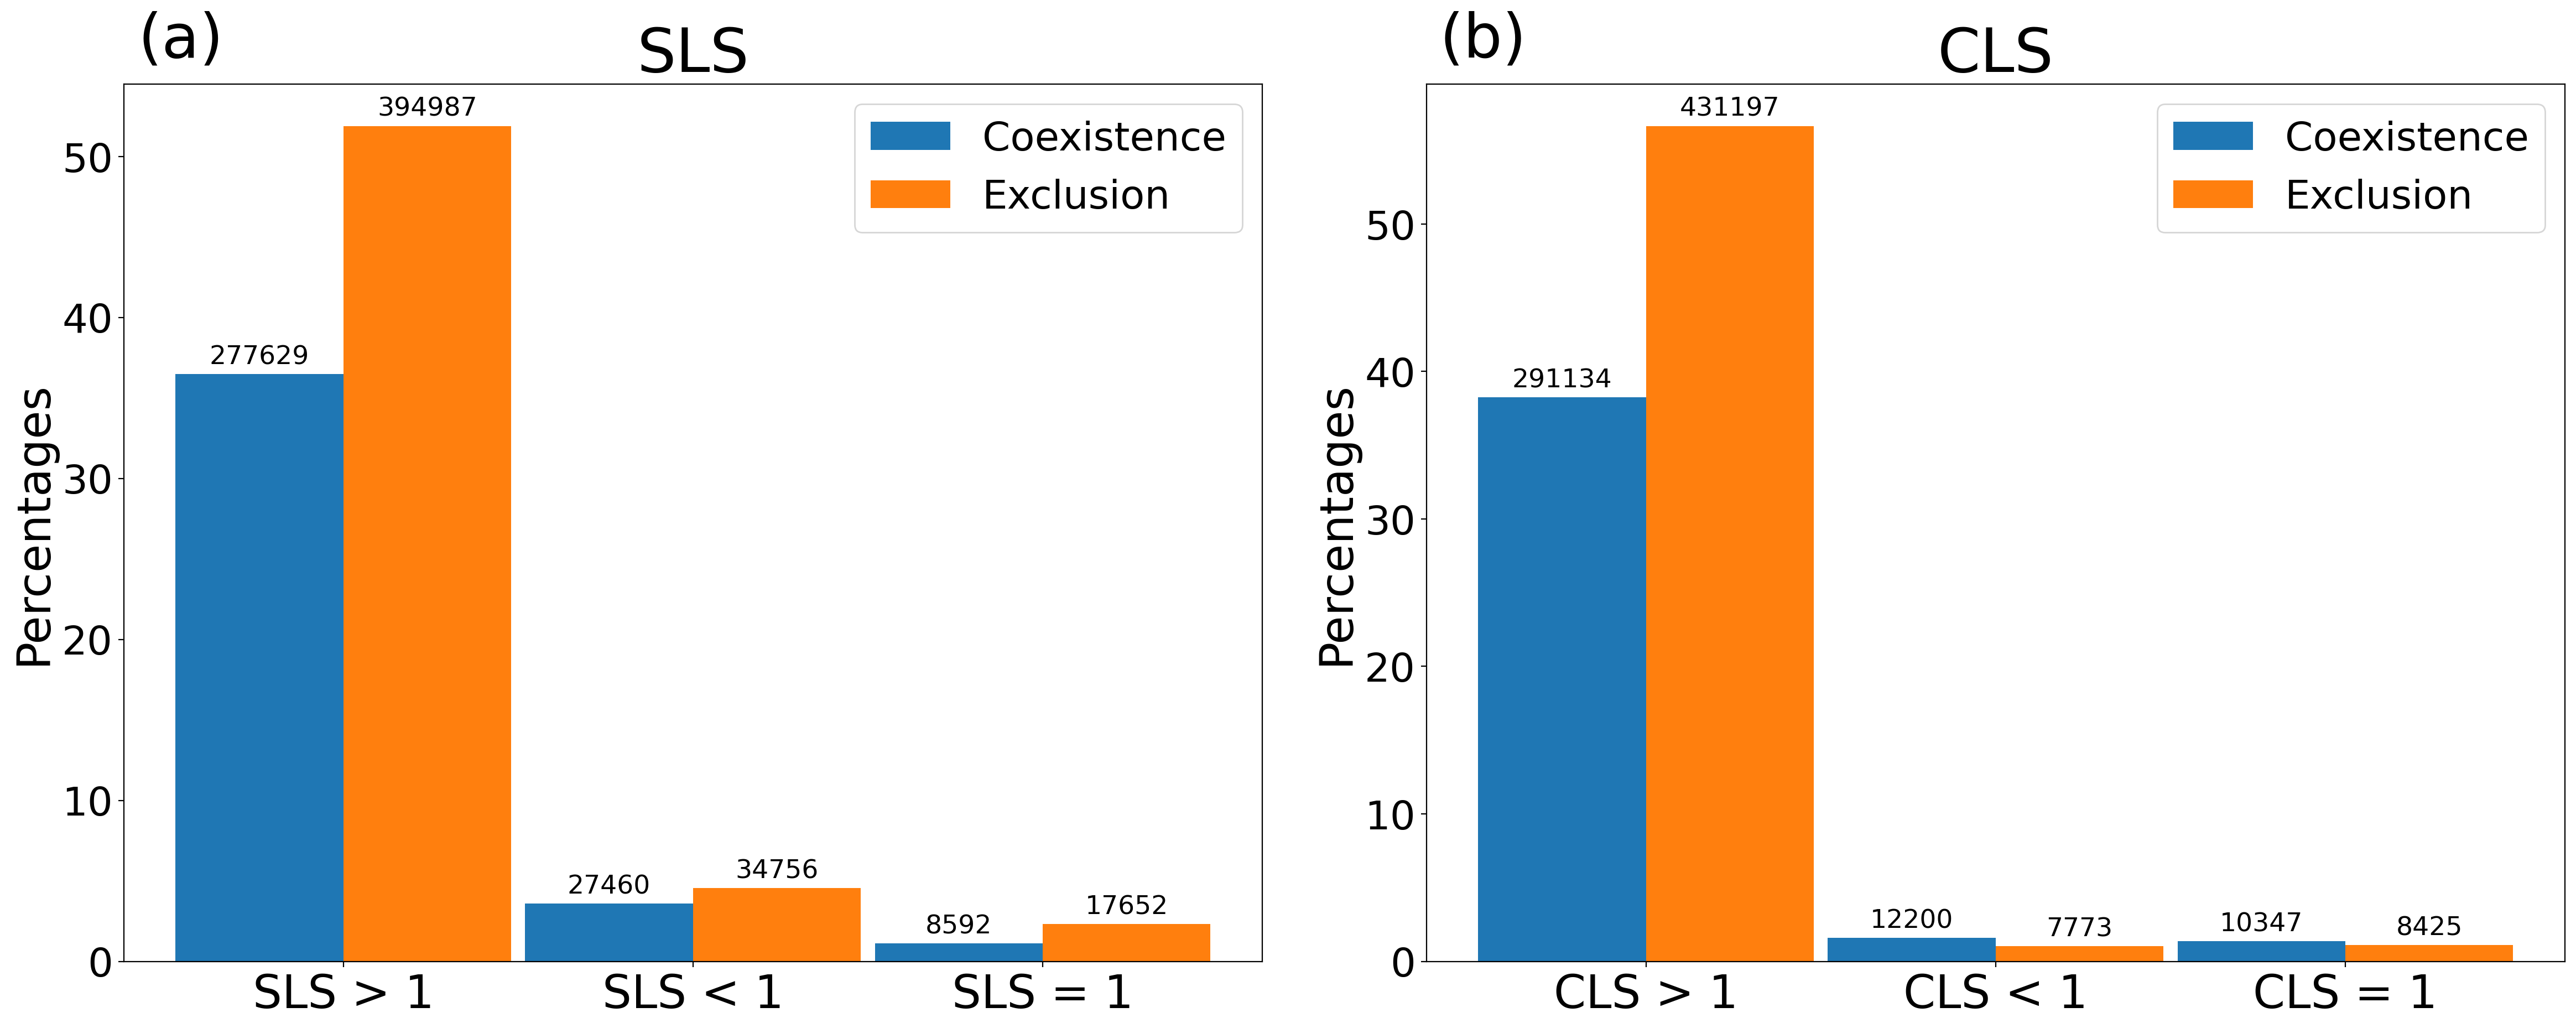 (a)
SLS
394987
277629
27460
34756
8592
17652
Coexistence
Exclusion
Percentages
50
40
30
20
10
0
SLS > 1
SLS < 1
SLS = 1
(b)
CLS
431197
291134
12200
7773
10347
8425
Coexistence
Exclusion
Percentages
50
40
30
20
10
0
CLS > 1
CLS < 1
CLS = 1